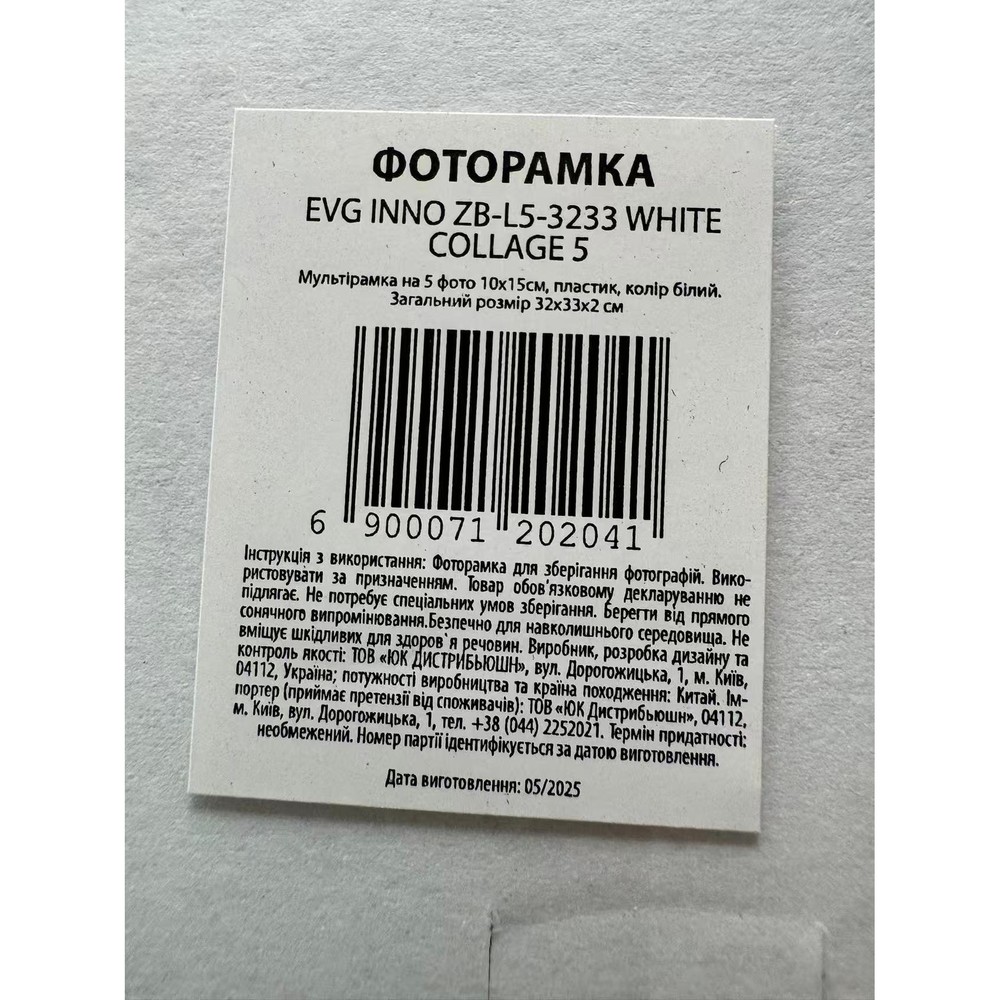 ФОТОРАМКА
EVG INNO ZB-L5-3233 WHITE
COLLAGE 5
Мультірамка на 5 фото 10х15см, пластик, колір білий.
Загальний розмір 32х33х2 см
6 900071 202041
Інструкція з використання: Фоторамка для зберігання фотографій. Вико-
ристовувати за призначенням. Товар обов'язковому декларуванню не
підлягає. Не потребує спеціальних умов зберігання. Берегти від прямого
сонячного випромінювання.Безпечно для навколишнього середовища. Не
вміщує шкідливих для здоров`я речовин. Виробник, розробка дизайну та
контроль якості: ТОВ «ЮК ДИСТРИБЬЮШН», вул. Дорогожицька, 1, м. Київ,
04112, Україна; потужності виробництва та країна походження: Китай. Ім-
портер (приймає претензії від споживачів): ТОВ «ЮК Дистрибьюшн», 04112,
м. Київ, вул. Дорогожицька, 1, тел. +38 (044) 2252021. Термін придатності:
необмежений. Номер партії ідентифікується за датою виготовлення.
Дата виготовлення: 05/2025